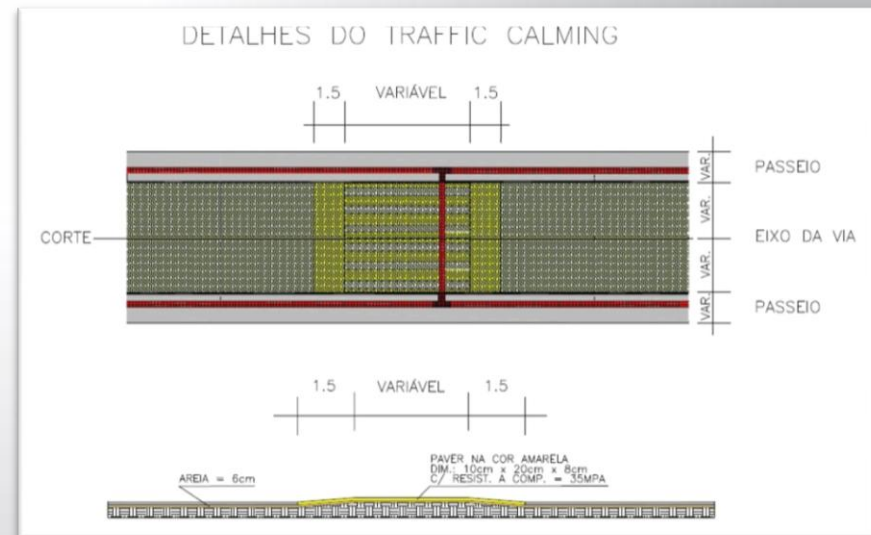 DETALHES DO TRAFFIC CALMING
1.5 VARIÁVEL 1.5
VAR. PASSEIO
VAR.
CORTE EIXO DA VIA
VAR.
VAR. PASSEIO
1.5 VARIÁVEL 1.5
PAVER NA COR AMARELA
DIM.: 10cm x 20cm x 8cm
C/ RESIST. A COMP. = 35MPA
AREIA = 6cm